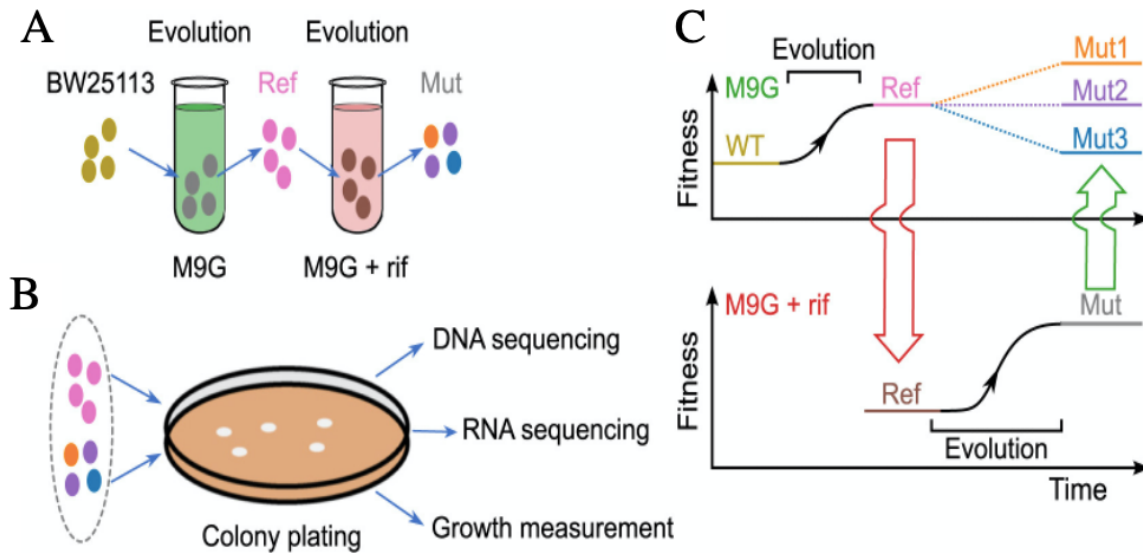 A
Evolution Evolution
BW25113 Ref Mut
M9G M9G + rif
B
DNA sequencing
RNA sequencing
Growth measurement
Colony plating
C
Evolution
M9G Ref Mut1
Mut2
WT Mut3
Fitness
M9G + rif Mut
Ref
Evolution
Fitness
Time